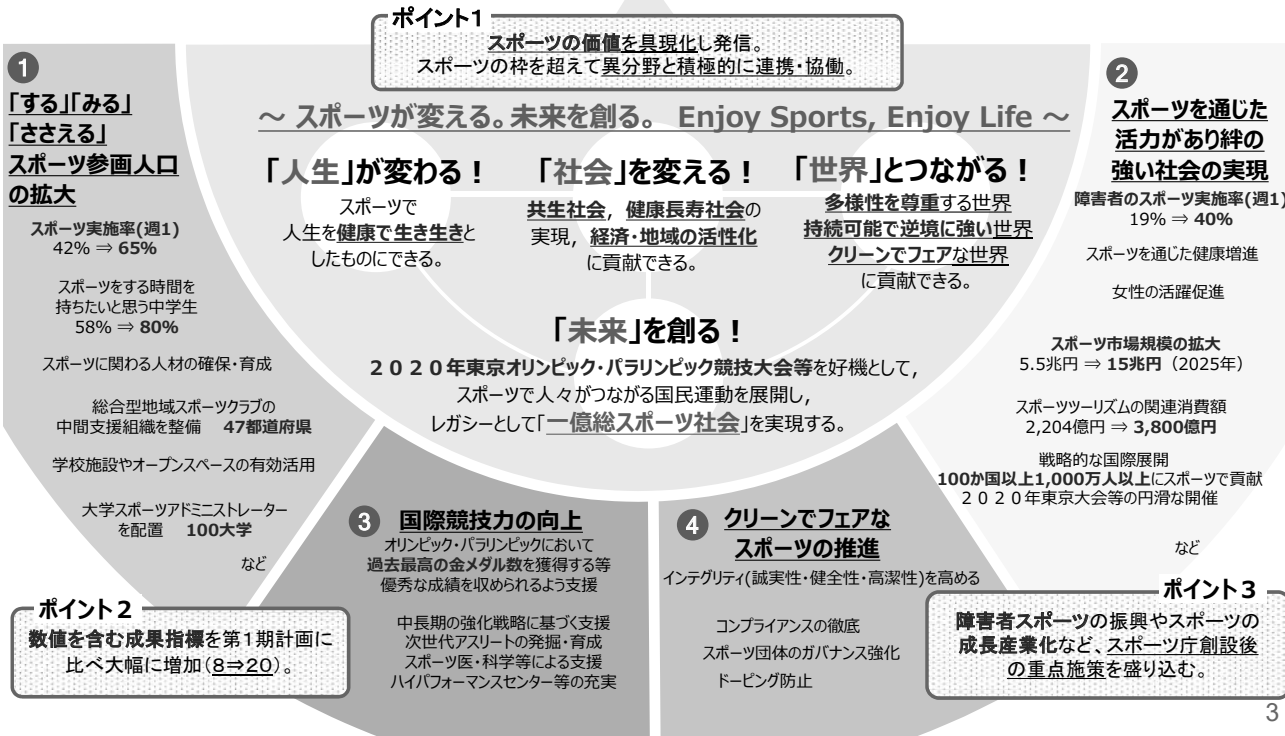 ポイント1
スポーツの価値を具現化し発信。
スポーツの枠を超えて異分野と積極的に連携・協働。
～ スポーツが変える。未来を創る。 Enjoy Sports, Enjoy Life ～
「人生」が変わる！
スポーツで
人生を健康で生き生きと
したものにできる。
「社会」を変える！
共生社会，健康長寿社会の
実現，経済・地域の活性化
に貢献できる。
「世界」とつながる！
多様性を尊重する世界
持続可能で逆境に強い世界
クリーンでフェアな世界
に貢献できる。
「未来」を創る！
２０２０年東京オリンピック・パラリンピック競技大会等を好機として，
スポーツで人々がつながる国民運動を展開し，
レガシーとして「一億総スポーツ社会」を実現する。
1
「する」「みる」
「ささえる」
スポーツ参画人口
の拡大
スポーツ実施率(週1)
42% ⇒ 65%
スポーツをする時間を
持ちたいと思う中学生
58% ⇒ 80%
スポーツに関わる人材の確保・育成
総合型地域スポーツクラブの
中間支援組織を整備 47都道府県
学校施設やオープンスペースの有効活用
大学スポーツアドミニストレーター
を配置 100大学
など
2
スポーツを通じた
活力があり絆の
強い社会の実現
障害者のスポーツ実施率(週1)
19% ⇒ 40%
スポーツを通じた健康増進
女性の活躍促進
スポーツ市場規模の拡大
5.5兆円 ⇒ 15兆円（2025年）
スポーツツーリズムの関連消費額
2,204億円 ⇒ 3,800億円
戦略的な国際展開
100か国以上1,000万人以上にスポーツで貢献
２０２０年東京大会等の円滑な開催
など
3 国際競技力の向上
オリンピック・パラリンピックにおいて
過去最高の金メダル数を獲得する等
優秀な成績を収められるよう支援
中長期の強化戦略に基づく支援
次世代アスリートの発掘・育成
スポーツ医・科学等による支援
ハイパフォーマンスセンター等の充実
4 クリーンでフェアな
スポーツの推進
インテグリティ(誠実性・健全性・高潔性)を高める
コンプライアンスの徹底
スポーツ団体のガバナンス強化
ドーピング防止
ポイント２
数値を含む成果指標を第１期計画に
比べ大幅に増加（8⇒20）。
ポイント３
障害者スポーツの振興やスポーツの
成長産業化など、スポーツ庁創設後
の重点施策を盛り込む。
3